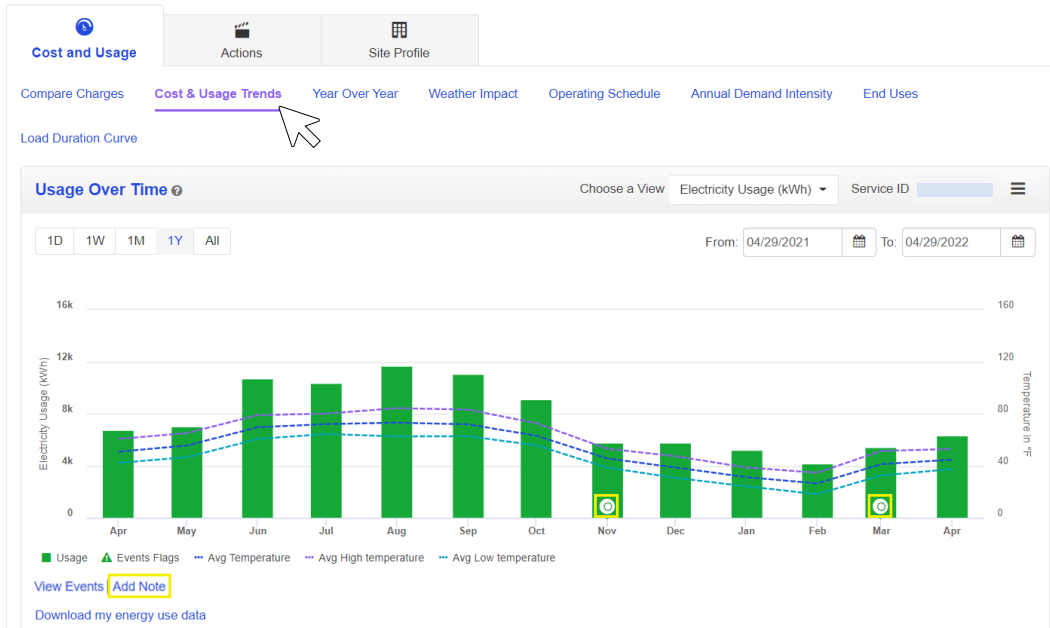 Cost and Usage
Actions
Site Profile
Compare Charges
Cost & Usage Trends
Year Over Year
Weather Impact
Operating Schedule
Annual Demand Intensity
End Uses
Load Duration Curve
Usage Over Time
Choose a View
Electricity Usage (kWh)
Service ID
1D 1W 1M 1Y All
From: 04/29/2021 To: 04/29/2022
16k
12k
8k
4k
0
Electricity Usage (kW/h)
160
120
80
40
0
Temperature in °F
Apr May Jun Jul Aug Sep Oct Nov Dec Jan Feb Mar Apr
Usage Events Flags Avg Temperature Avg High temperature Avg Low temperature
View Events | Add Note
Download my energy use data